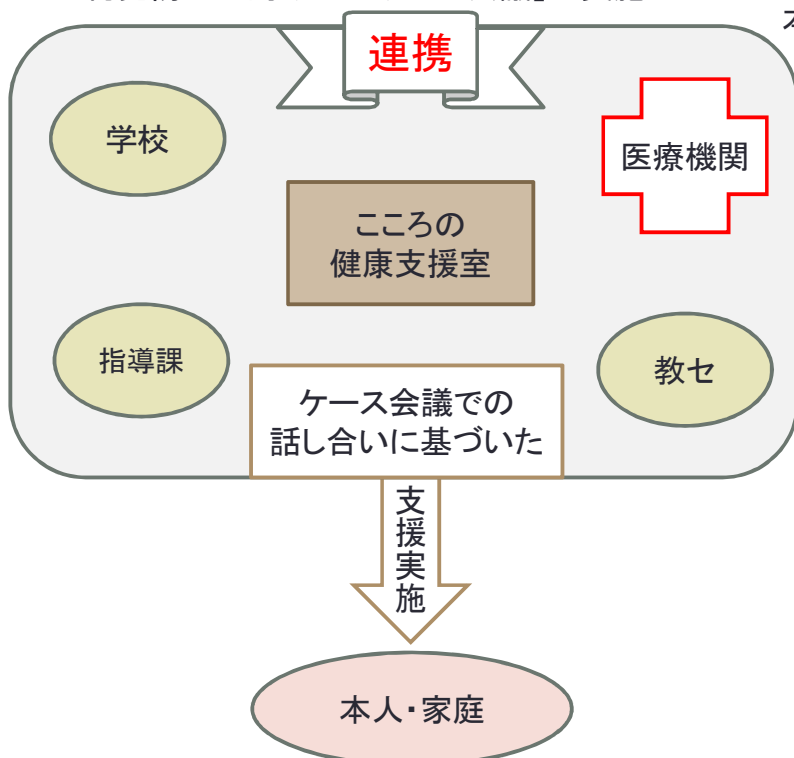 連携
学校
医療機関
こころの
健康支援室
指導課
教セ
ケース会議での
話し合いに基づいた
支援実施
本人・家庭